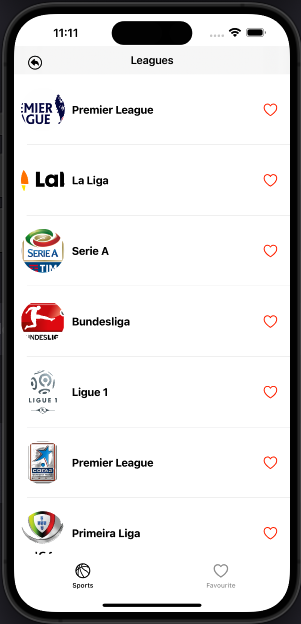 11:11
Leagues
MIER
GUE
Premier League
Lal
La Liga
SERIE A
TIM
Serie A
NDESLIG
Bundesliga
LIGUE 1
Ligue 1
Premier League
Primeira Liga
Sports
Favourite